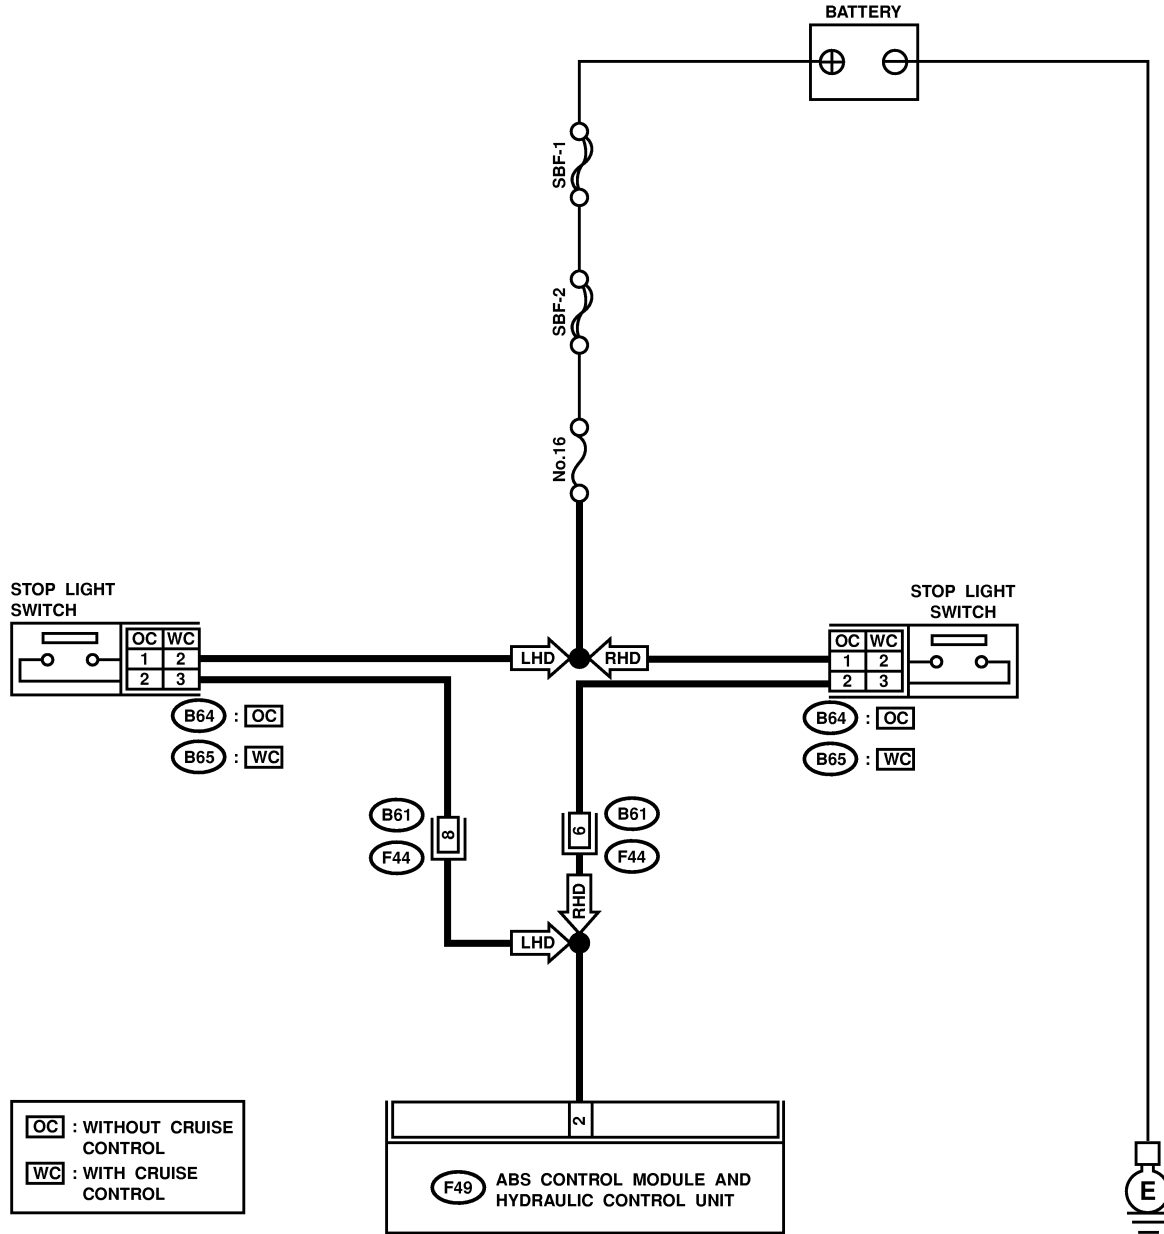 BATTERY
SBF-1
SBF-2
No.16
STOP LIGHT
SWITCH
OC WC
1 2
2 3
LHD
RHD
STOP LIGHT
SWITCH
OC WC
1 2
2 3
B64 : OC
B65 : WC
B64 : OC
B65 : WC
B61
8
F44
B61
6
F44
RHD
LHD
2
F49
ABS CONTROL MODULE AND
HYDRAULIC CONTROL UNIT
OC : WITHOUT CRUISE
CONTROL
WC : WITH CRUISE
CONTROL
E